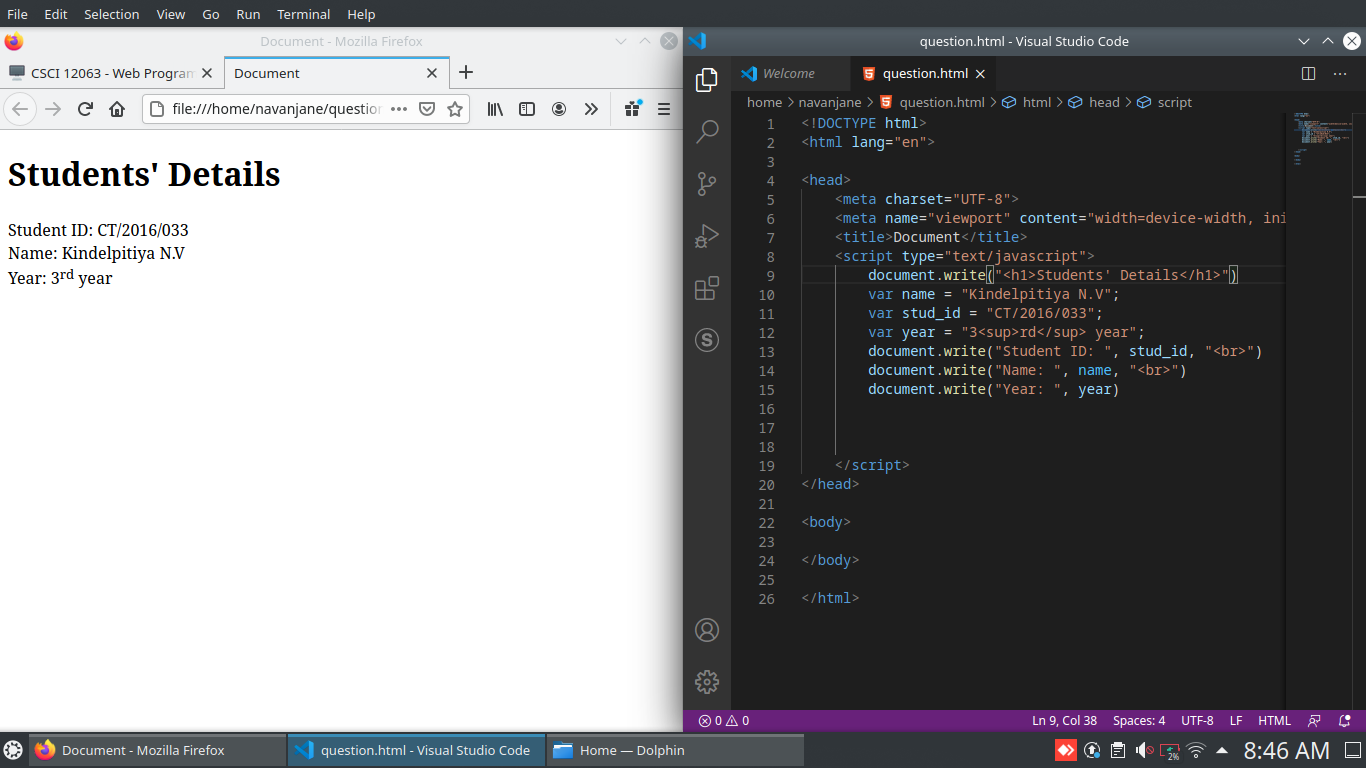 File Edit Selection View Go Run Terminal Help
Document - Mozilla Firefox
CSCI 12063 - Web Progran
Document
file:///home/navanjane/question
Students' Details
Student ID: CT/2016/033
Name: Kindelpitiya N.V
Year: 3rd year
question.html - Visual Studio Code
Welcome
question.html
home > navanjane > question.html > html > head > script
1 <!DOCTYPE html>
2 <html lang="en">
3
4 <head>
5 <meta charset="UTF-8">
6 <meta name="viewport" content="width=device-width, ini
7 <title>Document</title>
8 <script type="text/javascript">
9 document.write("<h1>Students' Details</h1>")
10 var name = "Kindelpitiya N.V";
11 var stud_id = "CT/2016/033";
12 var year = "3<sup>rd</sup> year";
13 document.write("Student ID: ", stud_id, "<br>")
14 document.write("Name: ", name, "<br>")
15 document.write("Year: ", year)
16
17
18
19 </script>
20 </head>
21
22 <body>
23
24 </body>
25
26 </html>
0 0
Ln 9, Col 38 Spaces: 4 UTF-8 LF HTML
Document - Mozilla Firefox
question.html - Visual Studio Code
Home — Dolphin
2%
8:46 AM